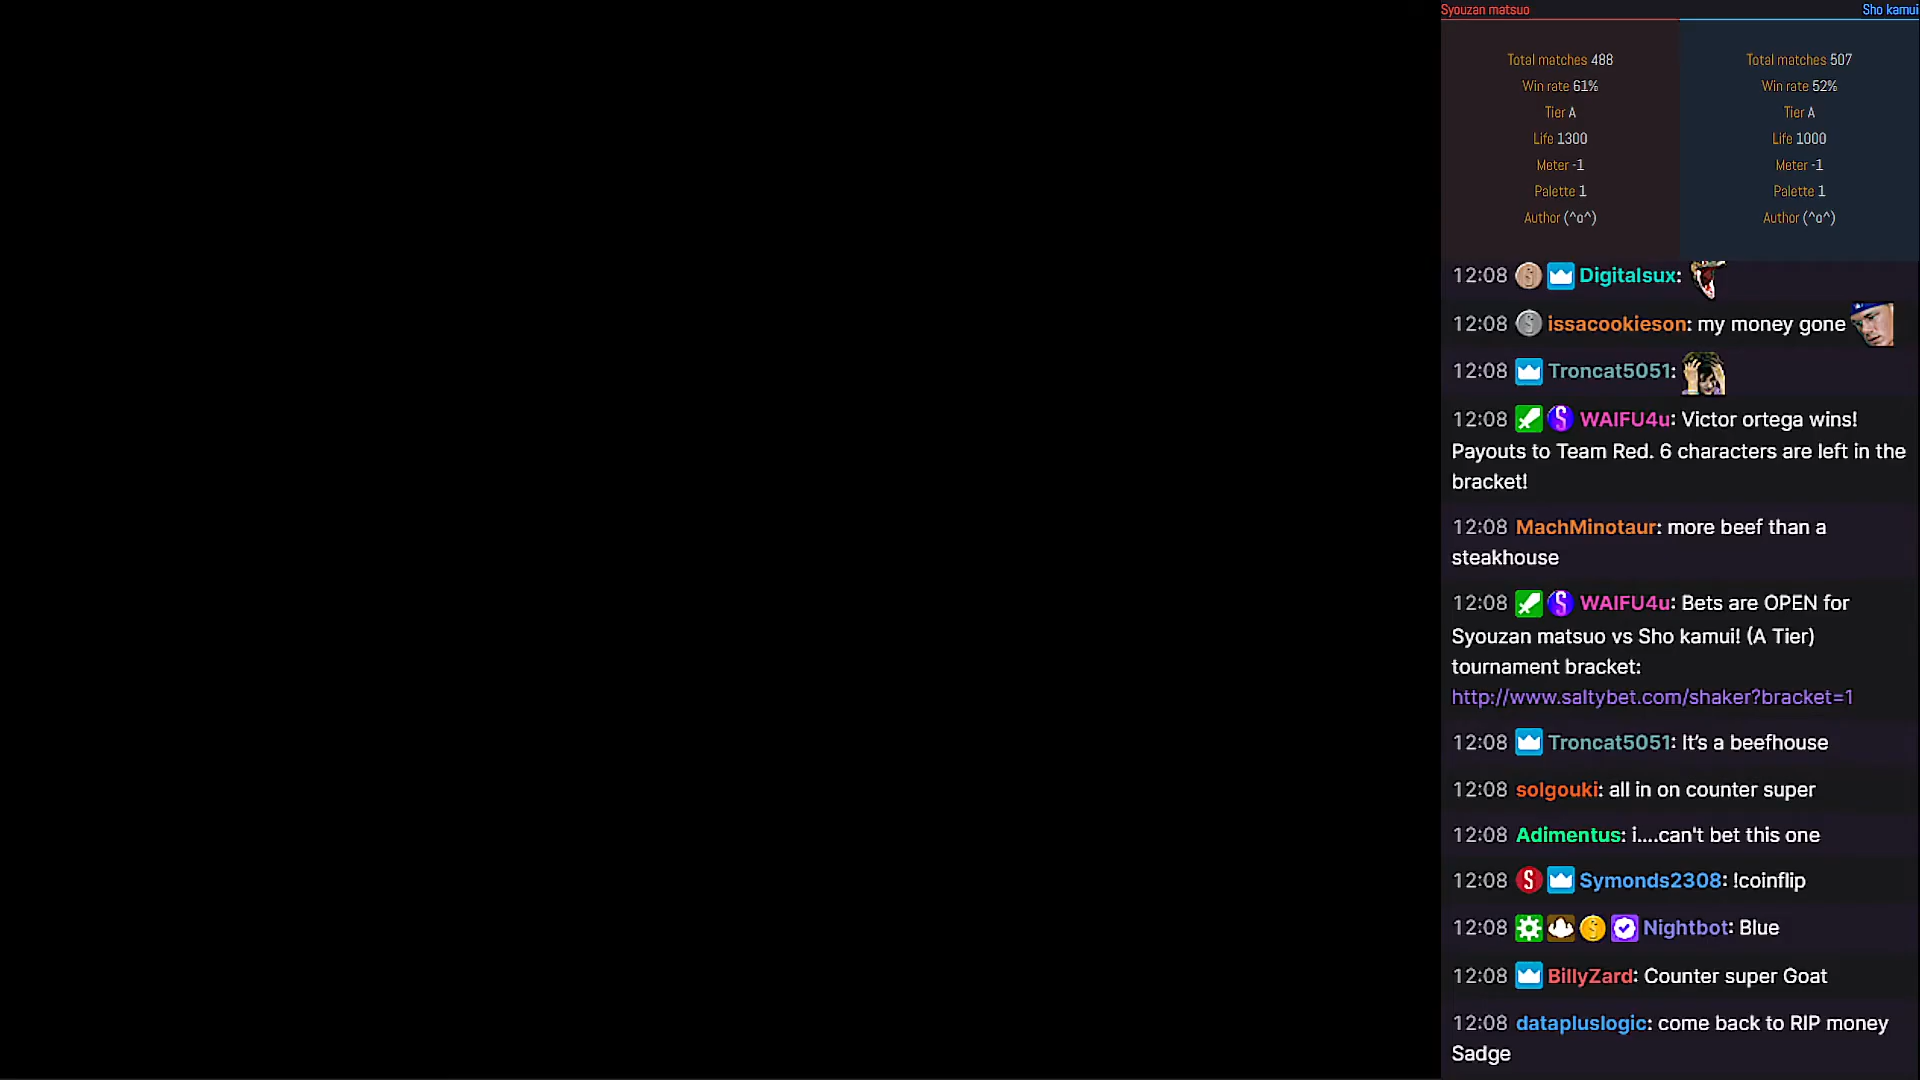 Syouzan matsuo
Sho kamui
Total matches 488
Win rate 61%
Tier A
Life 1300
Meter -1
Palette 1
Author (^o^)
Total matches 507
Win rate 52%
Tier A
Life 1000
Meter -1
Palette 1
Author (^o^)
12:08 Digitalsux:
12:08 issacookieson: my money gone
12:08 Troncat5051:
12:08 WAIFU4u: Victor ortega wins!
Payouts to Team Red. 6 characters are left in the
bracket!
12:08 MachMinotaur: more beef than a
steakhouse
12:08 WAIFU4u: Bets are OPEN for
Syouzan matsuo vs Sho kamui! (A Tier)
tournament bracket:
http://www.saltybet.com/shaker?bracket=1
12:08 Troncat5051: It’s a beefhouse
12:08 solgouki: all in on counter super
12:08 Adimentus: i....can't bet this one
12:08 Symonds2308: !coinflip
12:08 Nightbot: Blue
12:08 BillyZard: Counter super Goat
12:08 datapluslogic: come back to RIP money
Sadge